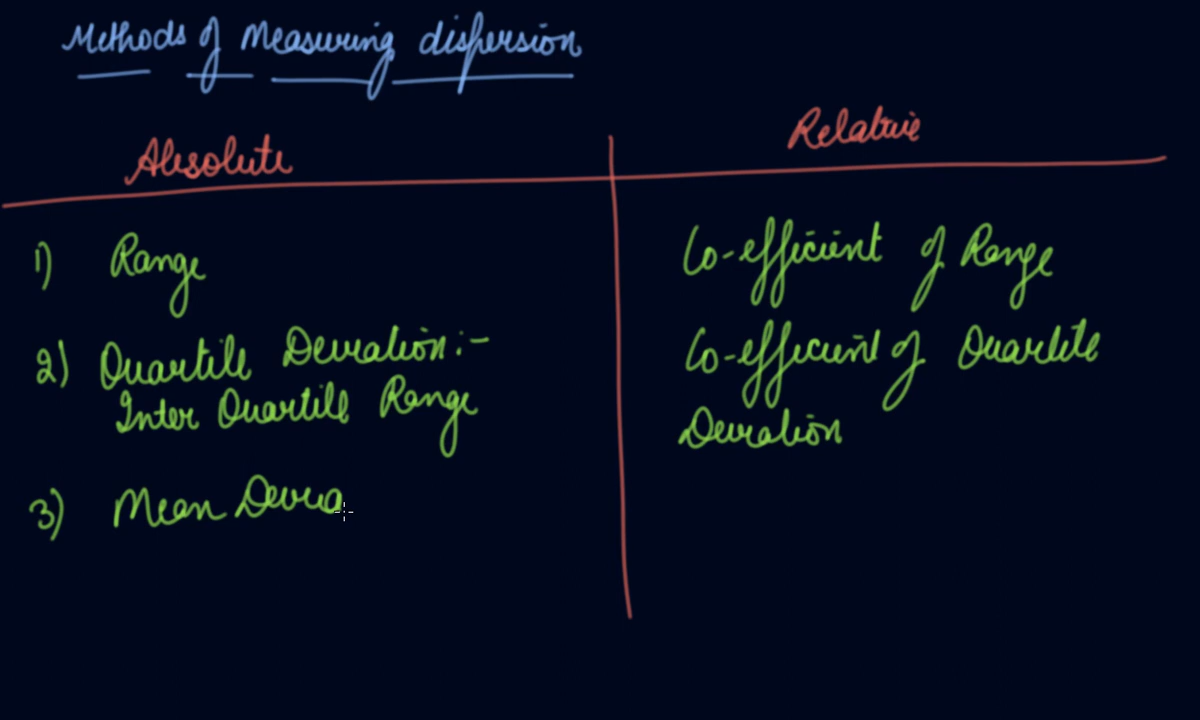 Methods of Measuring dispersion
Absolute
Relative
1) Range
Co-efficient of Range
2) Quartile Deviation :-
Inter Quartile Range
Co-efficient of Quartile
Deviation
3) Mean Devia